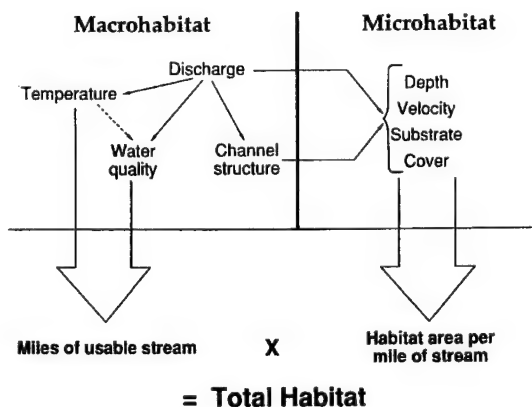 Macrohabitat
Microhabitat
Discharge
Temperature
Water
quality
Channel
structure
Depth
Velocity
Substrate
Cover
Miles of usable stream
X
Habitat area per
mile of stream
= Total Habitat